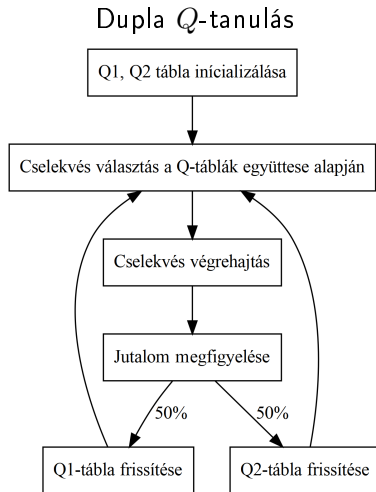 Dupla Q-tanulás
Q1, Q2 tábla inícializálása
Cselekvés választás a Q-táblák együttese alapján
Cselekvés végrehajtás
Jutalom megfigyelése
50%
50%
Q1-tábla frissítése
Q2-tábla frissítése